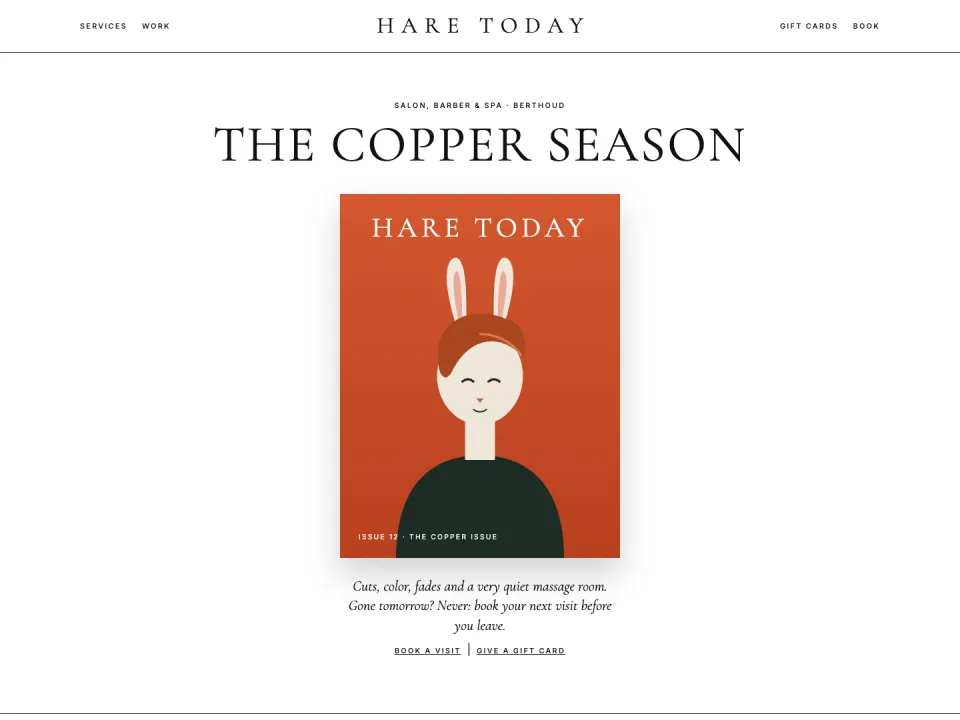 SERVICES WORK HARE TODAY GIFT CARDS BOOK
SALON, BARBER & SPA · BERTHOUD
THE COPPER SEASON
HARE TODAY
ISSUE 12 · THE COPPER ISSUE
Cuts, color, fades and a very quiet massage room.
Gone tomorrow? Never: book your next visit before
you leave.
BOOK A VISIT | GIVE A GIFT CARD